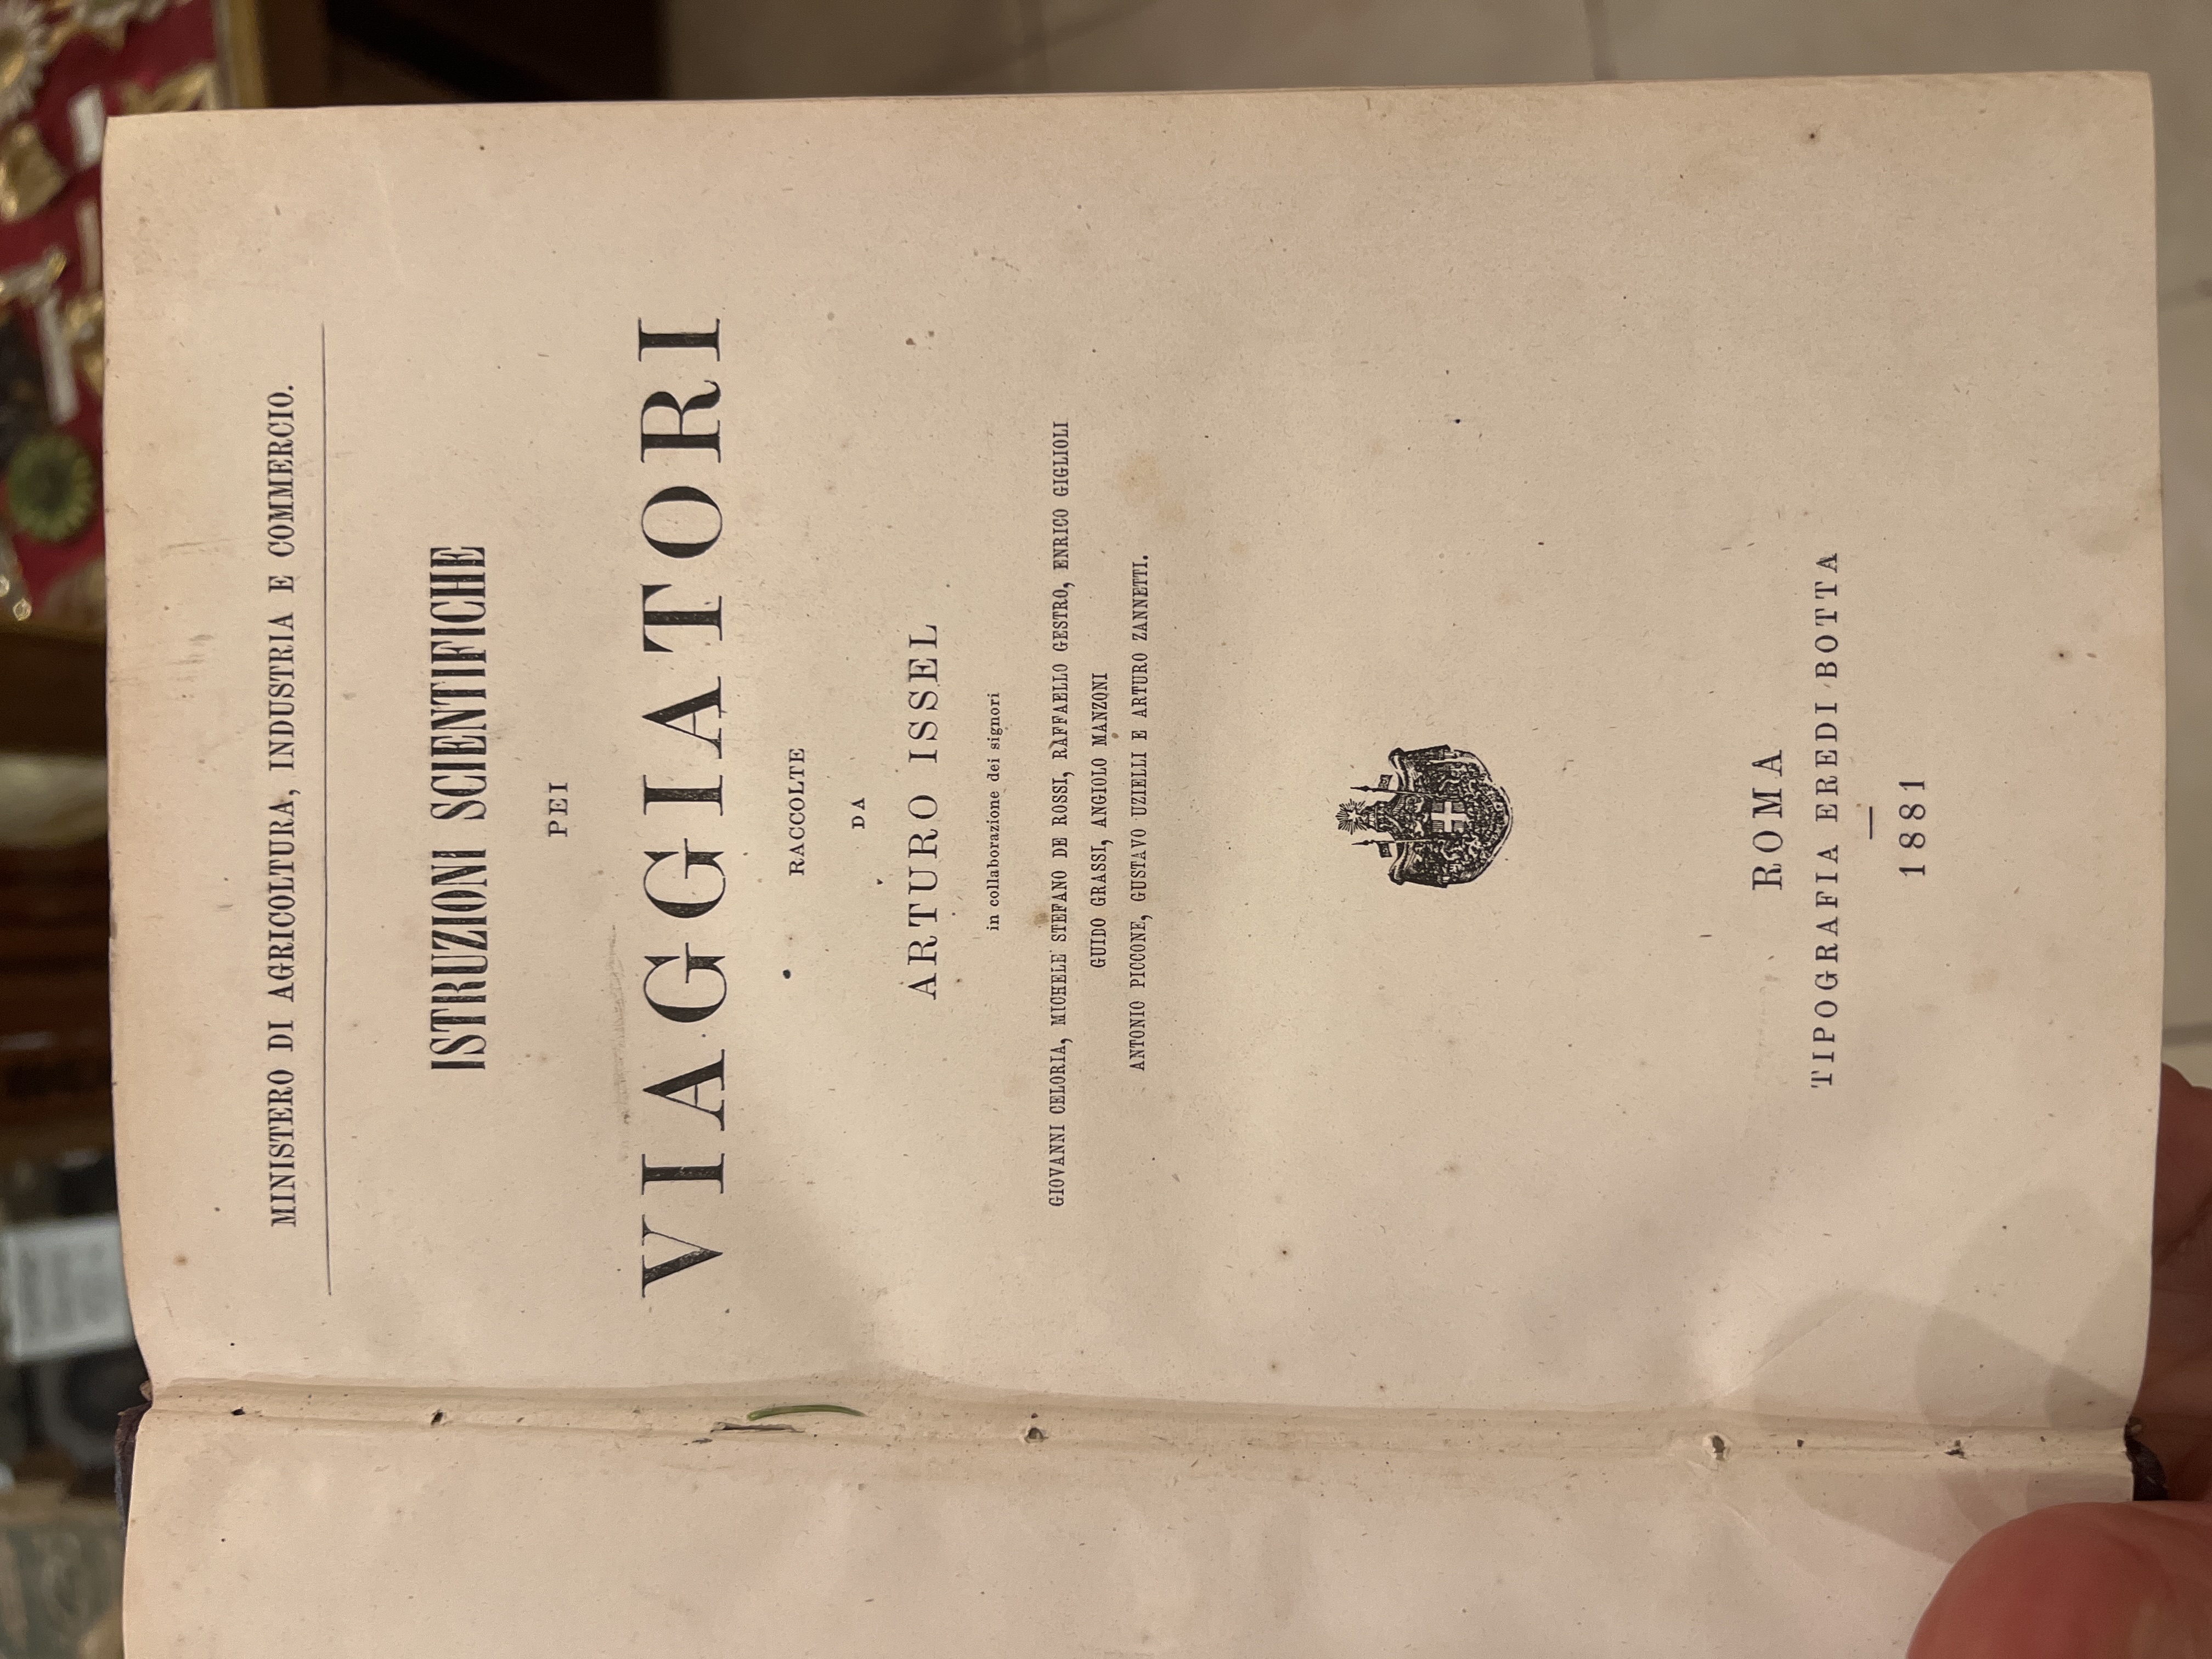 MINISTERO DI AGRICOLTURA, INDUSTRIA E COMMERCIO.
ISTRUZIONI SCIENTIFICHE
PEI
VIAGGIATORI
RACCOLTE
DA
ARTURO ISSEL
in collaborazione dei signori
GIOVANNI CELORIA, MICHELE STEFANO DE ROSSI, RAFFAELLO GESTRO, ENRICO GIGLIOLI
GUIDO GRASSI, ANGIOLO MANZONI
ANTONIO PICCONE, GUSTAVO UZIELLI E ARTURO ZANNETTI.
ROMA
TIPOGRAFIA EREDI BOTTA
—
1881